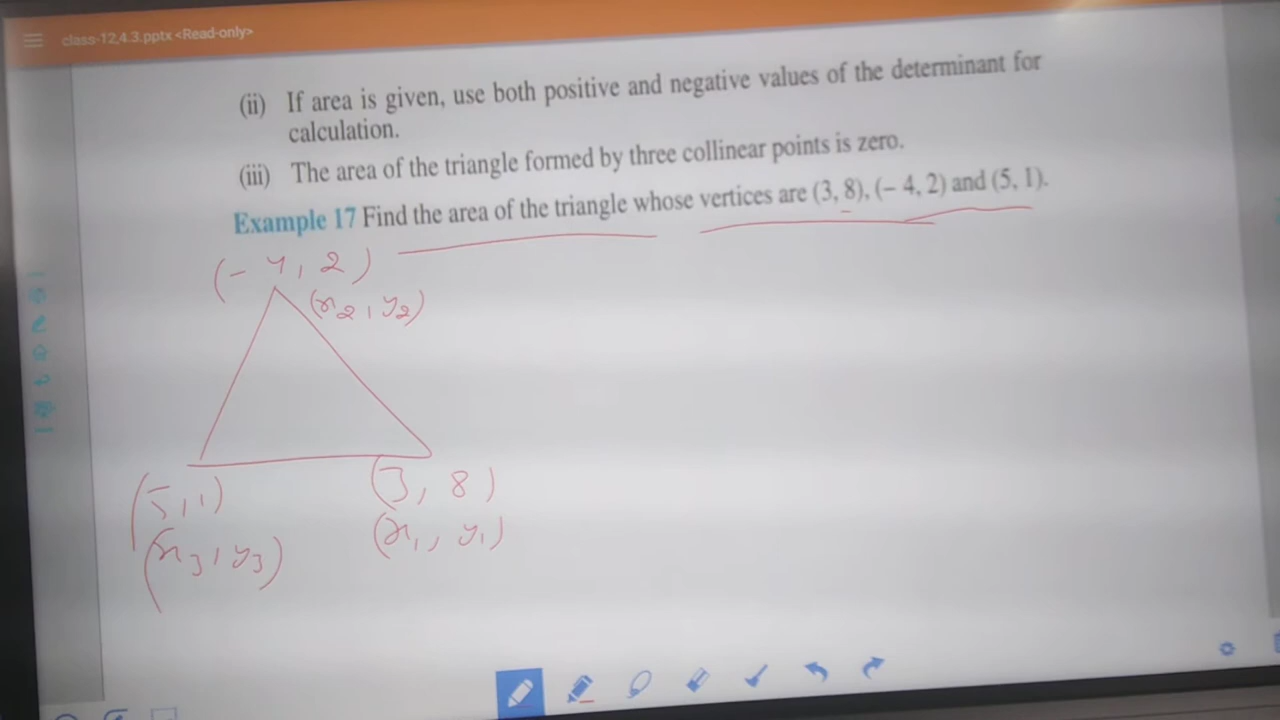 class-12,4.3.pptx <Read-only>
(ii) If area is given, use both positive and negative values of the determinant for
calculation.
(iii) The area of the triangle formed by three collinear points is zero.
Example 17 Find the area of the triangle whose vertices are (3, 8), (– 4, 2) and (5, 1).
(- 4, 2)
(x2, y2)
(5, 1)
(3, 8)
(x3, y3)
(x1, y1)